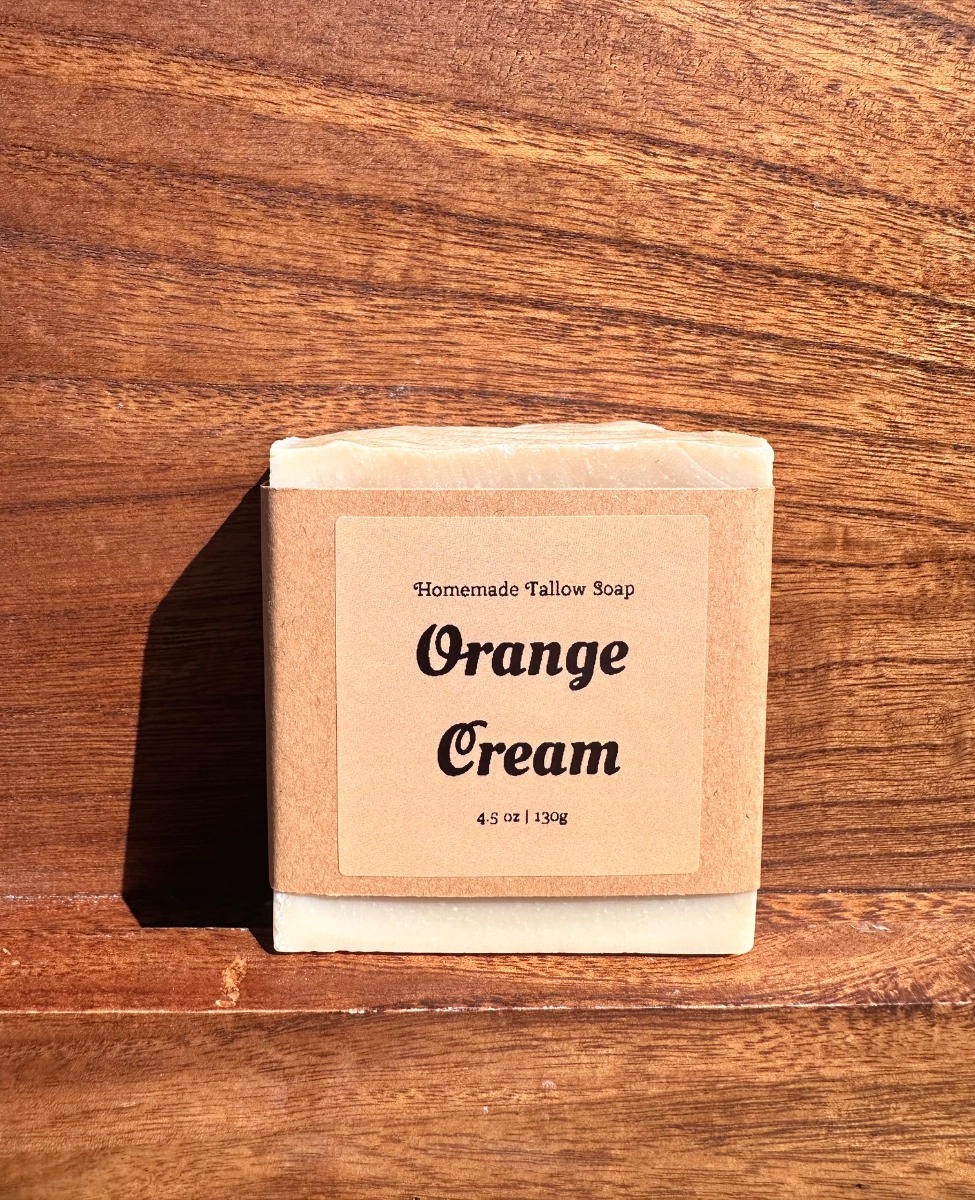 Homemade Tallow Soap
Orange
Cream
4.5 oz | 130g